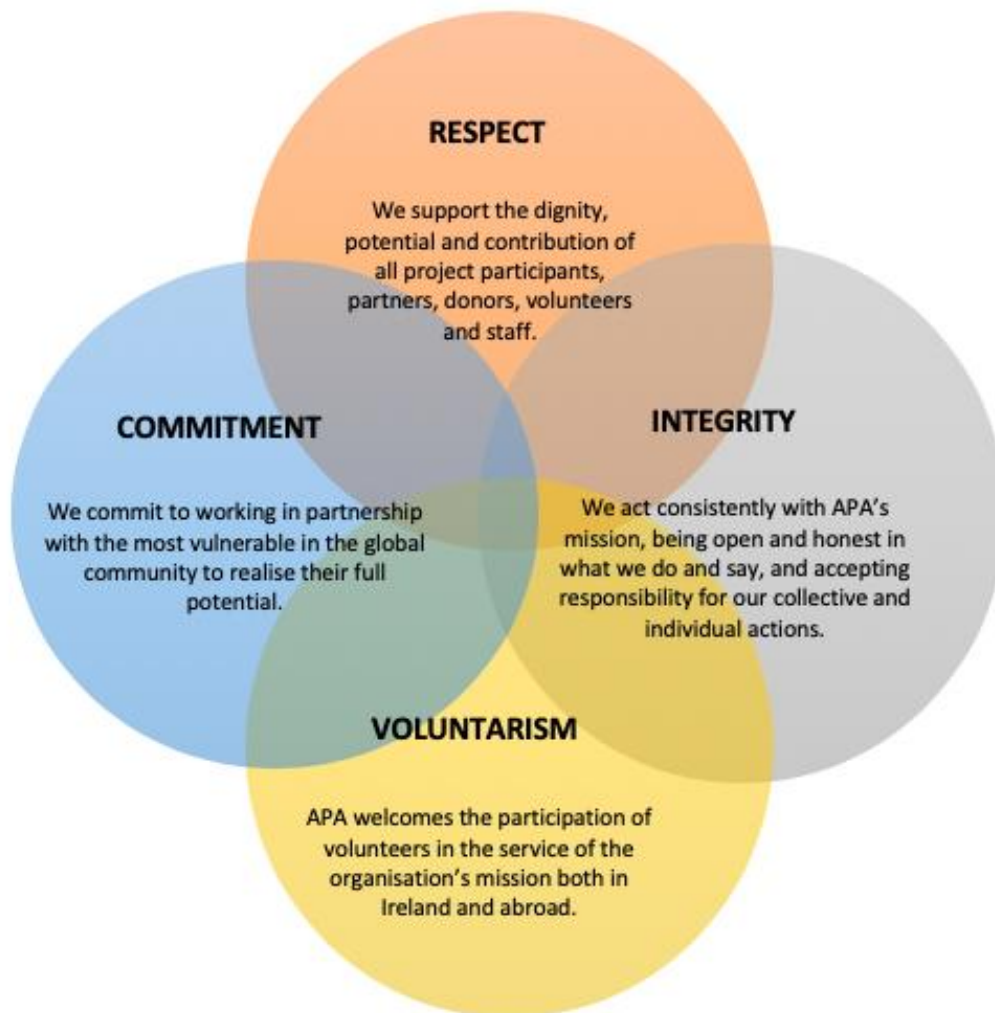 RESPECT
We support the dignity,
potential and contribution of
all project participants,
partners, donors, volunteers
and staff.
COMMITMENT
We commit to working in partnership
with the most vulnerable in the global
community to realise their full
potential.
INTEGRITY
We act consistently with APA's
mission, being open and honest in
what we do and say, and accepting
responsibility for our collective and
individual actions.
VOLUNTARISM
APA welcomes the participation of
volunteers in the service of the
organisation's mission both in
Ireland and abroad.